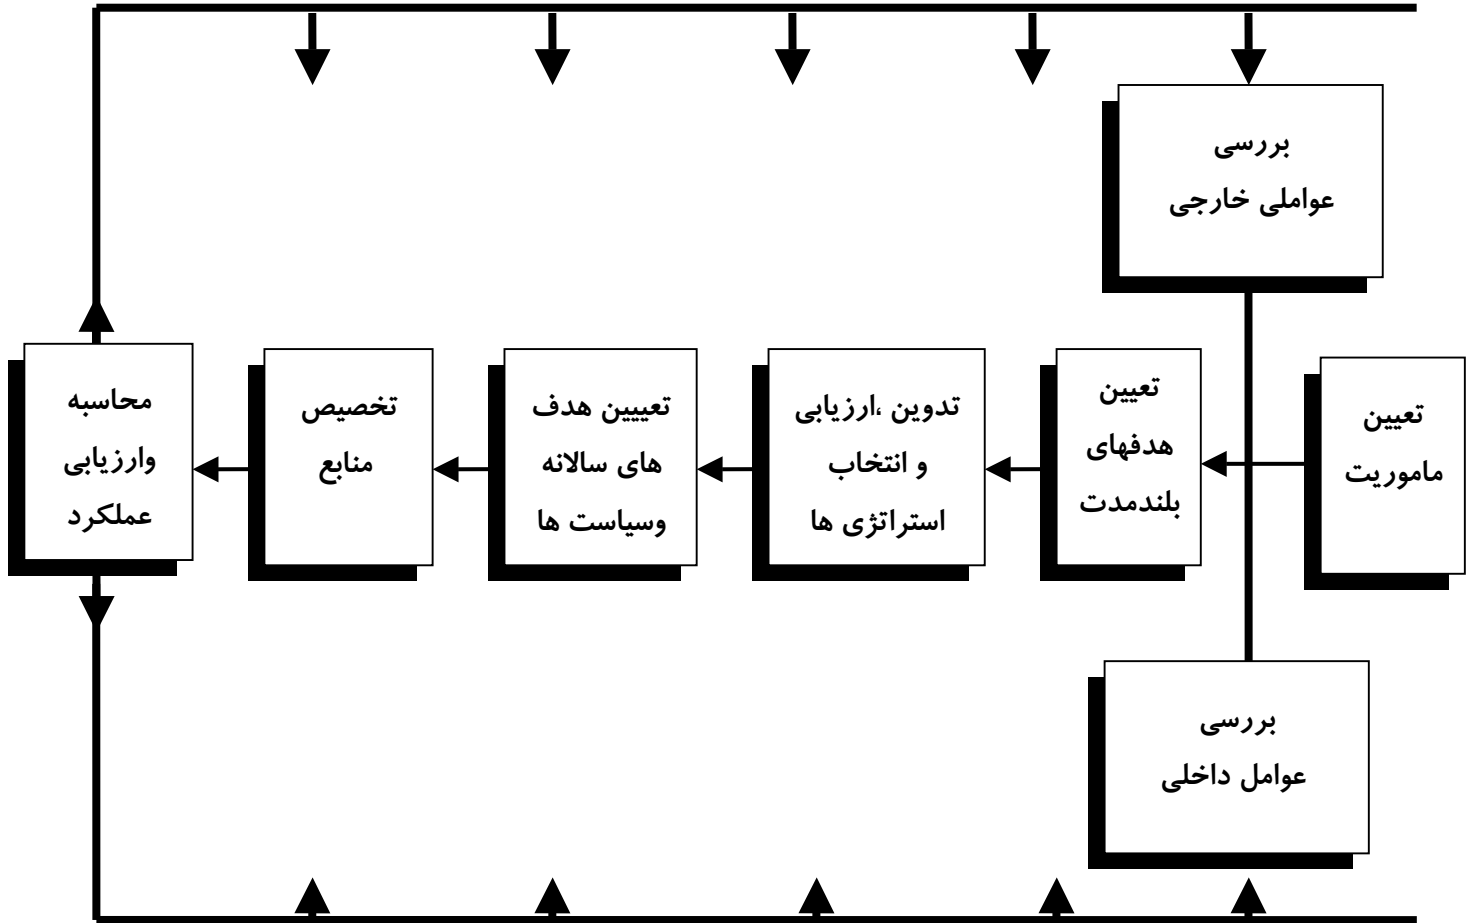 بررسی
عواملی خارجی
تعیین
ماموریت
تعیین
هدفهای
بلندمدت
تدوین ،ارزیابی
و انتخاب
استراتژی ها
تعییین هدف
های سالانه
وسیاست ها
تخصیص
منابع
محاسبه
وارزیابی
عملکرد
بررسی
عوامل داخلی